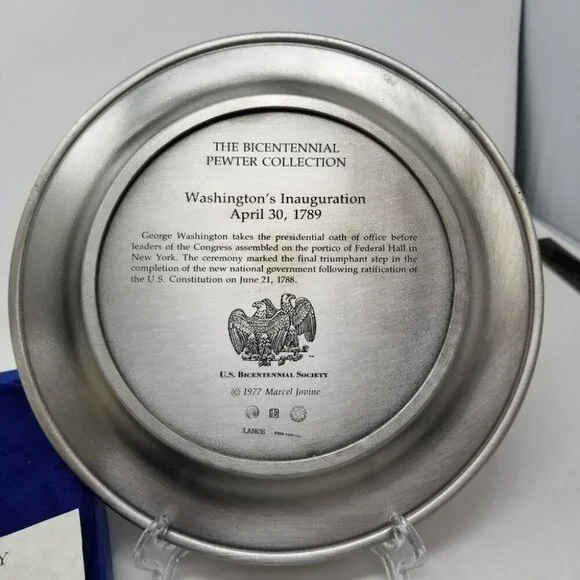 THE BICENTENNIAL
PEWTER COLLECTION
Washington's Inauguration
April 30, 1789
George Washington takes the presidential oath of office before
leaders of the Congress assembled on the portico of Federal Hall in
New York. The ceremony marked the final triumphant step in the
completion of the new national government following ratification of
the U.S. Constitution on June 21, 1788.
™
U.S. BICENTENNIAL SOCIETY
© 1977 Marcel Jovine
LANCE FINE PEWTER
Y